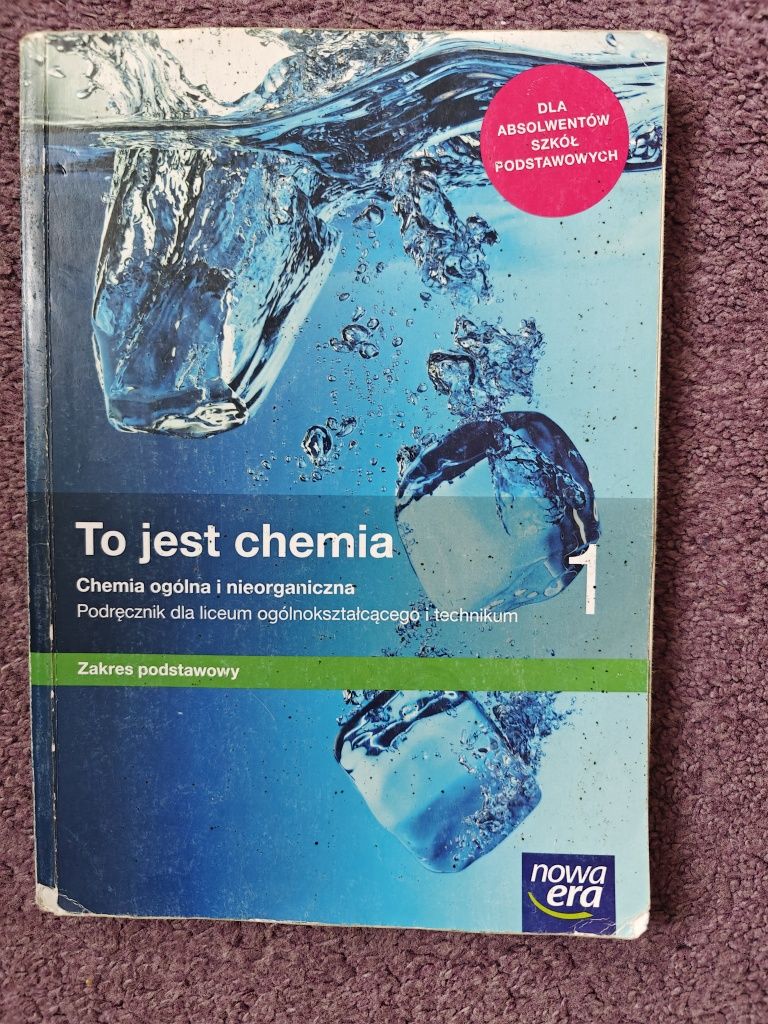 DLA
ABSOLWENTÓW
SZKÓŁ
PODSTAWOWYCH
To jest chemia
1
Chemia ogólna i nieorganiczna
Podręcznik dla liceum ogólnokształcącego i technikum
Zakres podstawowy
nowa
era